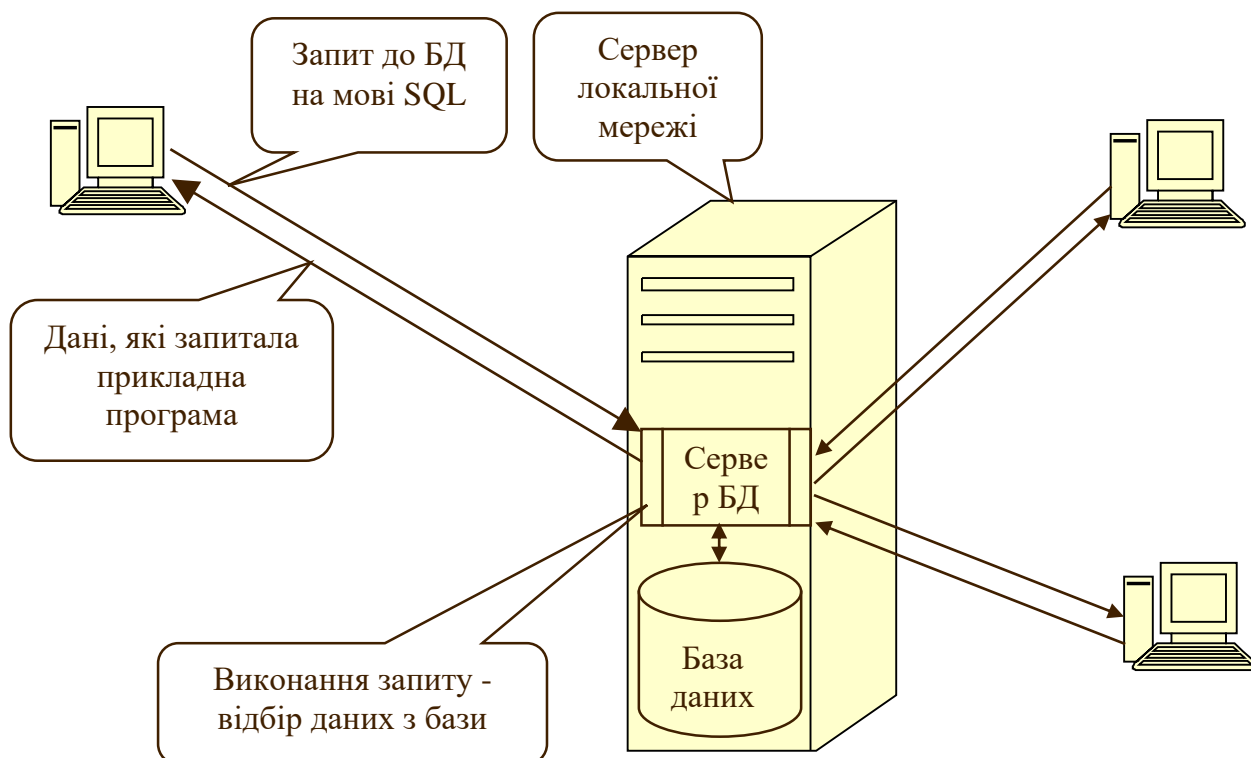 Запит до БД
на мові SQL
Сервер
локальної
мережі
Дані, які запитала
прикладна
програма
Серве
р БД
База
даних
Виконання запиту -
відбір даних з бази